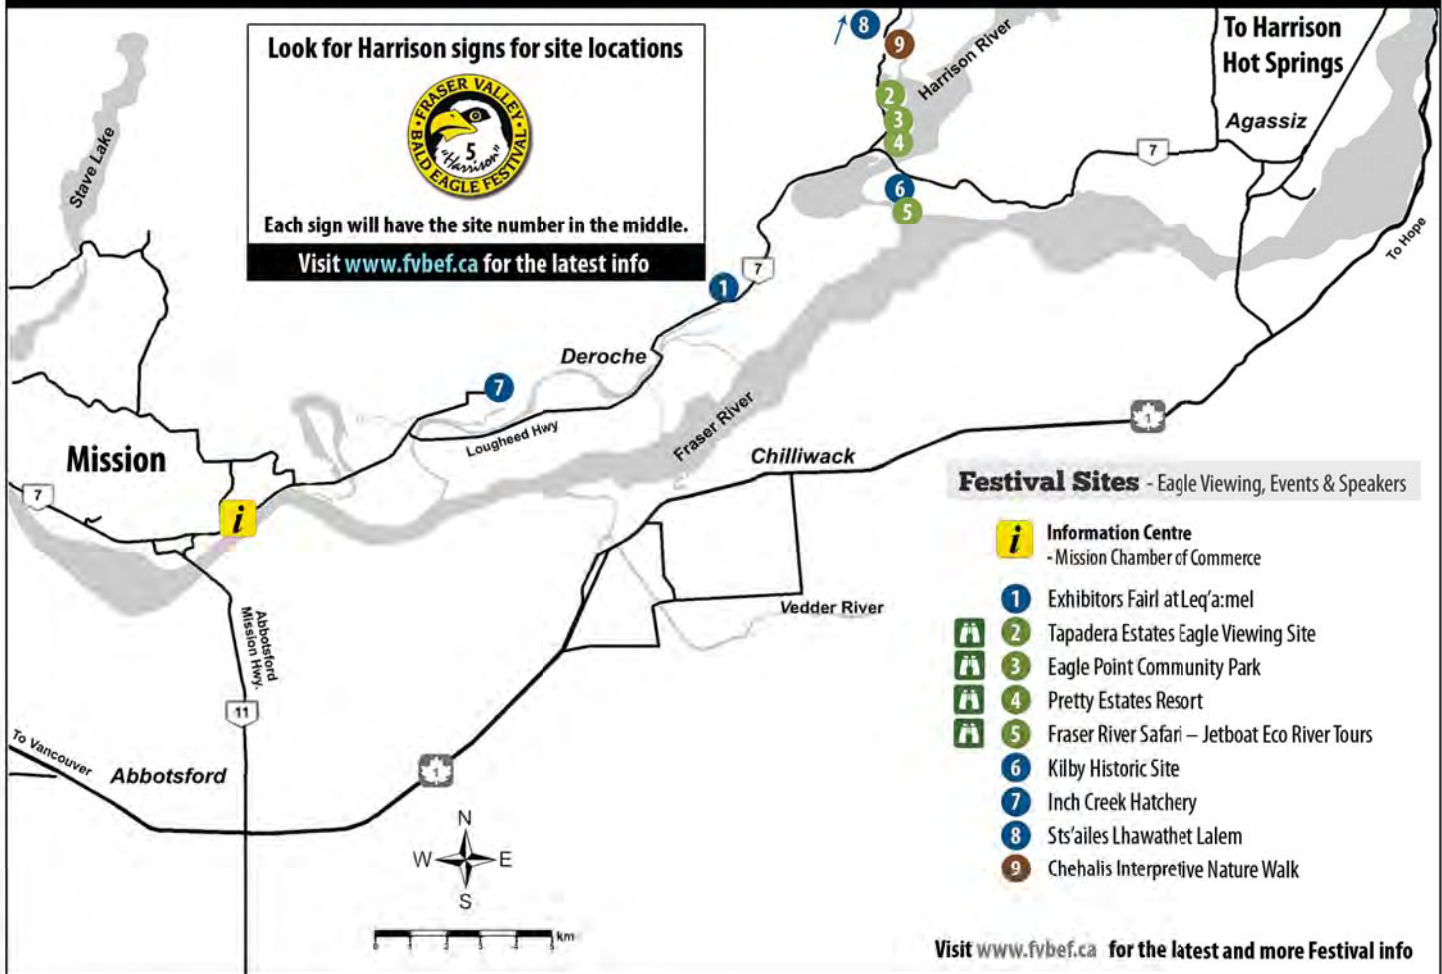 Look for Harrison signs for site locations
FRASER VALLEY
BALD EAGLE FESTIVAL
5
"Harrison"
Each sign will have the site number in the middle.
Visit www.fvbef.ca for the latest info
8
9
Harrison River
To Harrison
Hot Springs
Agassiz
7
2
3
4
6
5
Stave Lake
To Hope
7
1
Deroche
7
Lougheed Hwy
Fraser River
Chilliwack
1
Mission
7
i
Abbotsford
Mission Hwy.
Vedder River
11
To Vancouver
Abbotsford
1
N
W
E
S
0 1 2 3 4 5 km
Festival Sites - Eagle Viewing, Events & Speakers
i Information Centre
- Mission Chamber of Commerce
1 Exhibitors Fairl at Leq'a:mel
2 Tapadera Estates Eagle Viewing Site
3 Eagle Point Community Park
4 Pretty Estates Resort
5 Fraser River Safari – Jetboat Eco River Tours
6 Kilby Historic Site
7 Inch Creek Hatchery
8 Sts'ailes Lhawathet Lalem
9 Chehalis Interpretive Nature Walk
Visit www.fvbef.ca for the latest and more Festival info